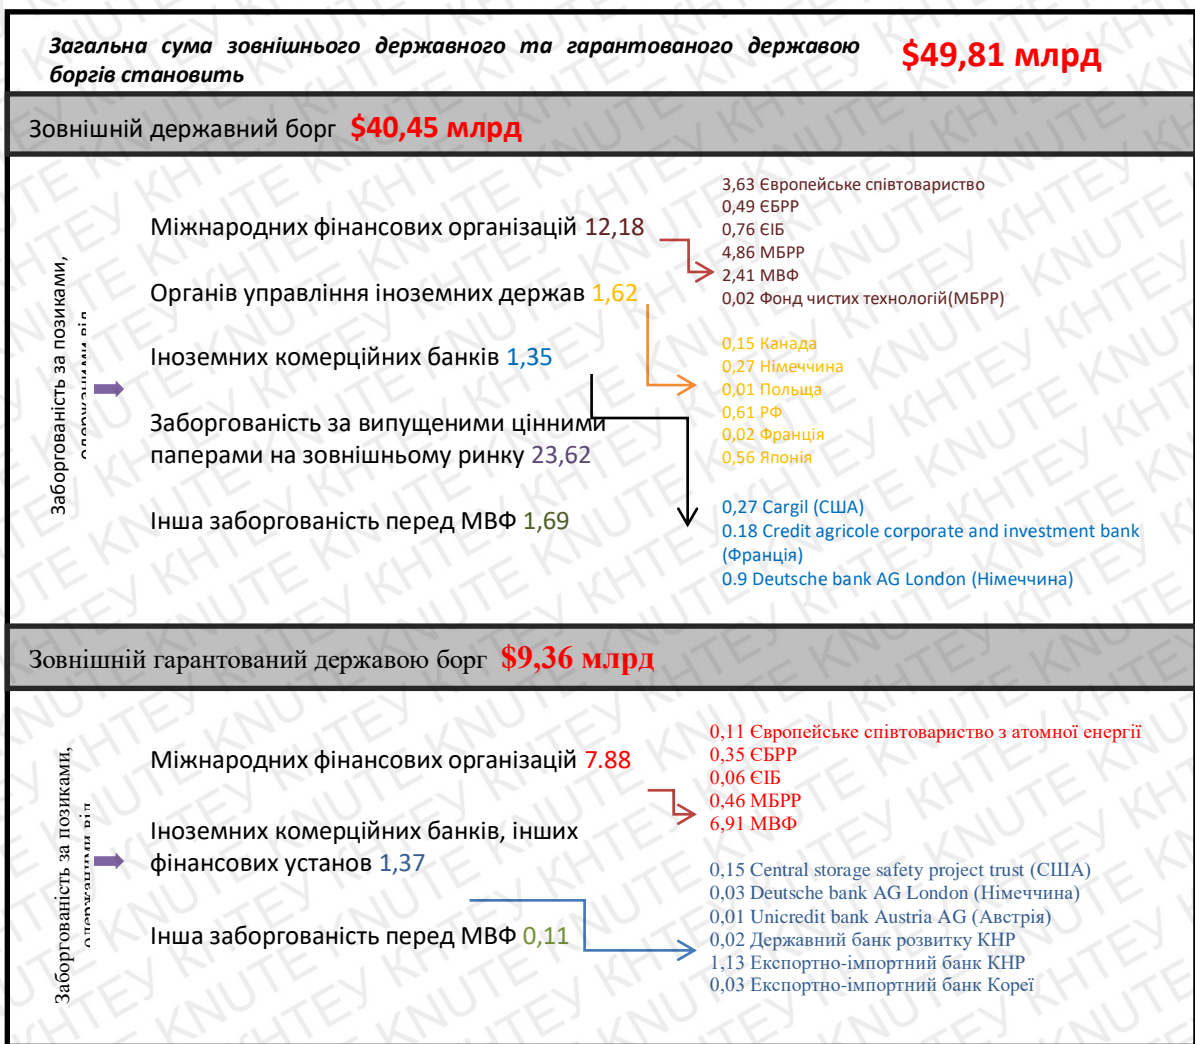 Загальна сума зовнішнього державного та гарантованого державою
боргів становить
$49,81 млрд
Зовнішній державний борг $40,45 млрд
Заборгованість за позиками,
одержаними від
Міжнародних фінансових організацій 12,18
Органів управління іноземних держав 1,62
Іноземних комерційних банків 1,35
Заборгованість за випущеними цінними
паперами на зовнішньому ринку 23,62
Інша заборгованість перед МВФ 1,69
3,63 Європейське співтовариство
0,49 ЄБРР
0,76 ЄІБ
4,86 МБРР
2,41 МВФ
0,02 Фонд чистих технологій(МБРР)
0,15 Канада
0,27 Німеччина
0,01 Польща
0,61 РФ
0,02 Франція
0,56 Японія
0,27 Cargil (США)
0.18 Credit agricole corporate and investment bank
(Франція)
0.9 Deutsche bank AG London (Німеччина)
Зовнішній гарантований державою борг $9,36 млрд
Заборгованість за позиками,
одержаними від
Міжнародних фінансових організацій 7.88
Іноземних комерційних банків, інших
фінансових установ 1,37
Інша заборгованість перед МВФ 0,11
0,11 Європейське співтовариство з атомної енергії
0,35 ЄБРР
0,06 ЄІБ
0,46 МБРР
6,91 МВФ
0,15 Central storage safety project trust (США)
0,03 Deutsche bank AG London (Німеччина)
0,01 Unicredit bank Austria AG (Австрія)
0,02 Державний банк розвитку КНР
1,13 Експортно-імпортний банк КНР
0,03 Експортно-імпортний банк Кореї